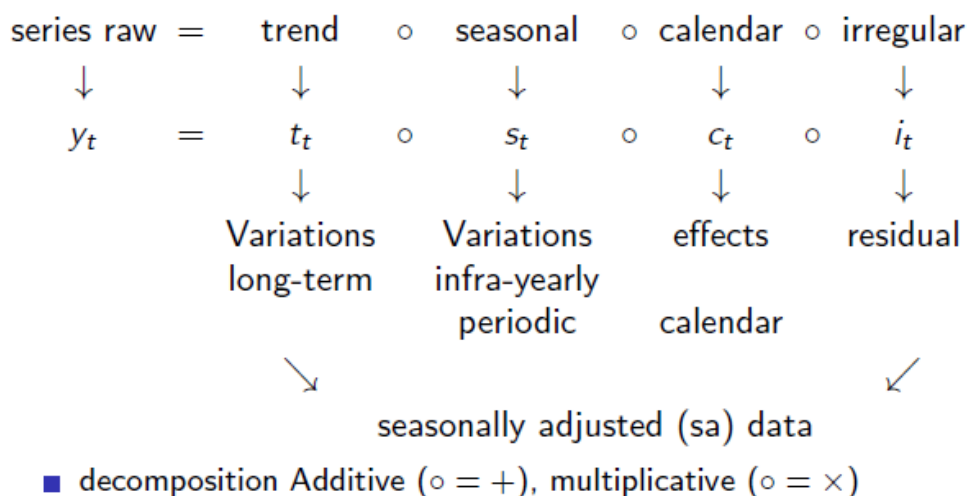 series raw = trend ∘ seasonal ∘ calendar ∘ irregular
↓ ↓ ↓ ↓ ↓
y_t = t_t ∘ s_t ∘ c_t ∘ i_t
↓ ↓ ↓ ↓
Variations Variations effects residual
long-term infra-yearly
periodic calendar
↘ ↙
seasonally adjusted (sa) data
■ decomposition Additive (∘ = +), multiplicative (∘ = ×)